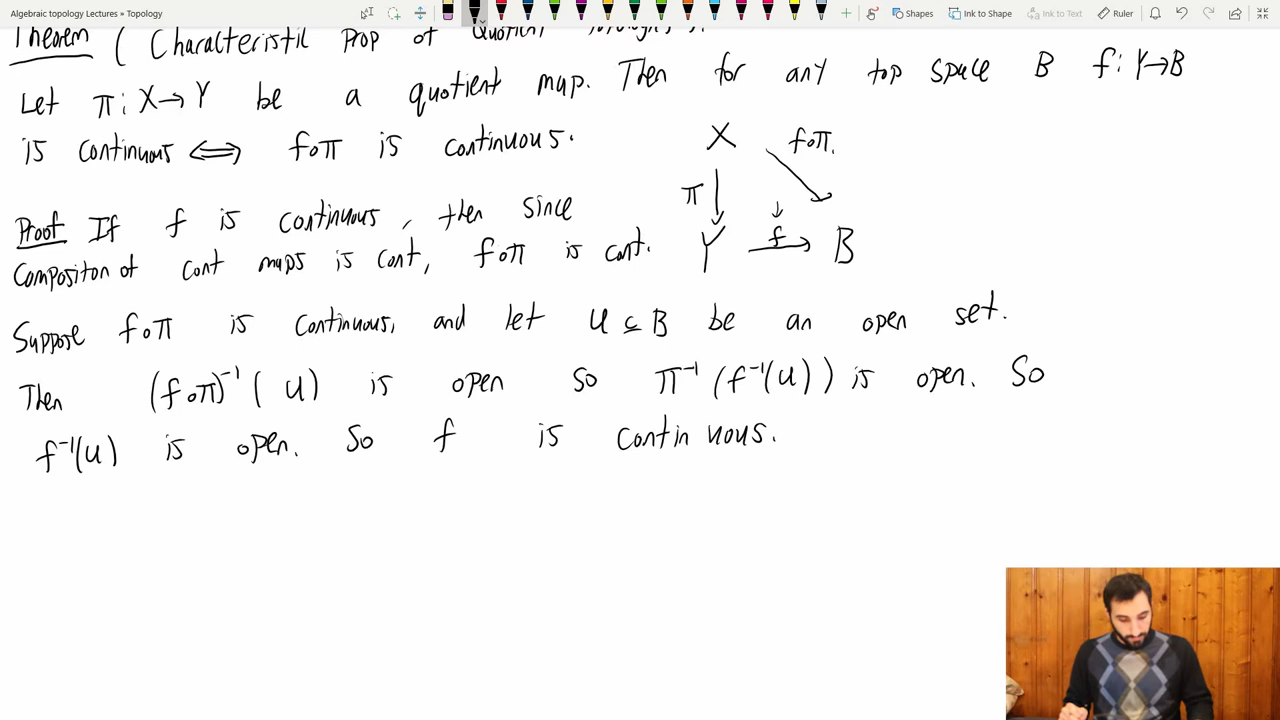 Algebraic topology Lectures » Topology
Shapes
Ink to Shape
Ink to Text
Ruler
Theorem ( Characteristic Prop of Quotient Topologies).
Let π: X→Y be a quotient map. Then for any top space B f: Y→B
is continuous ⟺ f∘π is continuous.
X f∘π.
π
Y f B
Proof If f is continuous, then since
Compositon of cont maps is cont, f∘π is cont.
Suppose f∘π is continuous, and let U ⊆ B be an open set.
Then (f∘π)⁻¹(U) is open so π⁻¹(f⁻¹(U)) is open. So
f⁻¹(U) is open. So f is continuous.